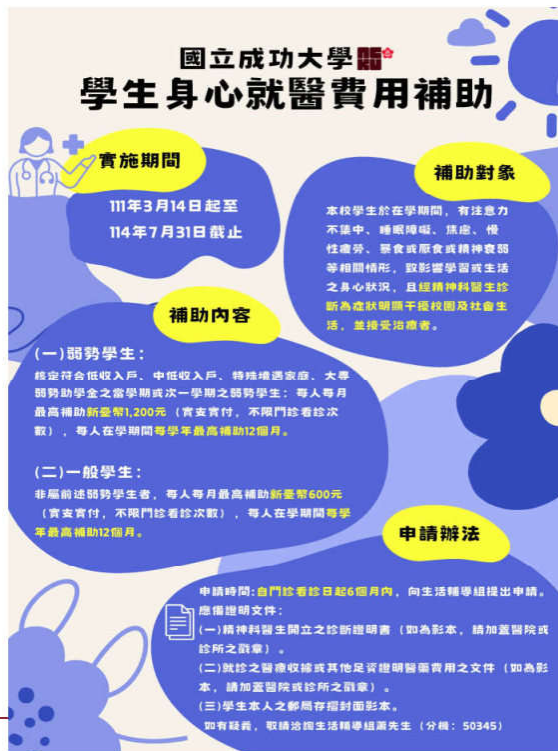 國立成功大學
學生身心就醫費用補助
實施期間
111年3月14日起至
114年7月31日截止
補助對象
本校學生於在學期間，有注意力
不集中、睡眠障礙、焦慮、慢
性疲勞、暴食或厭食或精神衰弱
等相關情形，致影響學習或生活
之身心狀況，且經精神科醫生診
斷為症狀明顯干擾校園及社會生
活，並接受治療者。
補助內容
(一)弱勢學生：
核定符合低收入戶、中低收入戶、特殊境遇家庭、大專
弱勢助學金之當學期或次一學期之弱勢學生：每人每月
最高補助新臺幣1,200元（實支實付，不限門診看診次
數），每人在學期間每學年最高補助12個月。
(二)一般學生：
非屬前述弱勢學生者，每人每月最高補助新臺幣600元
（實支實付，不限門診看診次數），每人在學期間每學
年最高補助12個月。
申請辦法
申請時間:自門診看診日起6個月內，向生活輔導組提出申請。
應備證明文件：
(一)精神科醫生開立之診斷證明書（如為影本，請加蓋醫院或
診所之戳章）。
(二)就診之醫療收據或其他足資證明醫藥費用之文件（如為影
本，請加蓋醫院或診所之戳章）。
(三)學生本人之郵局存摺封面影本。
如有疑義，敬請洽詢生活輔導組蕭先生（分機：50345）